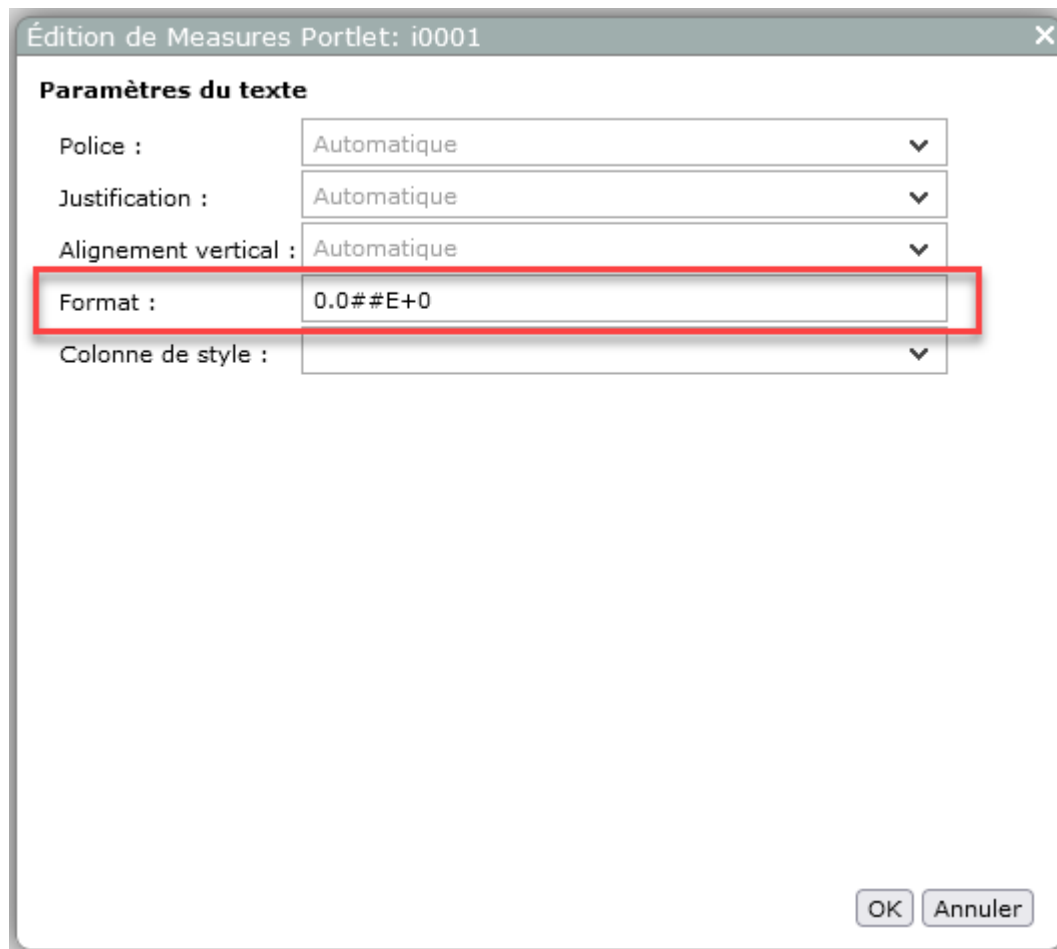 Édition de Measures Portlet: i0001
Paramètres du texte
Police : Automatique
Justification : Automatique
Alignement vertical : Automatique
Format : 0.0##E+0
Colonne de style :
OK Annuler